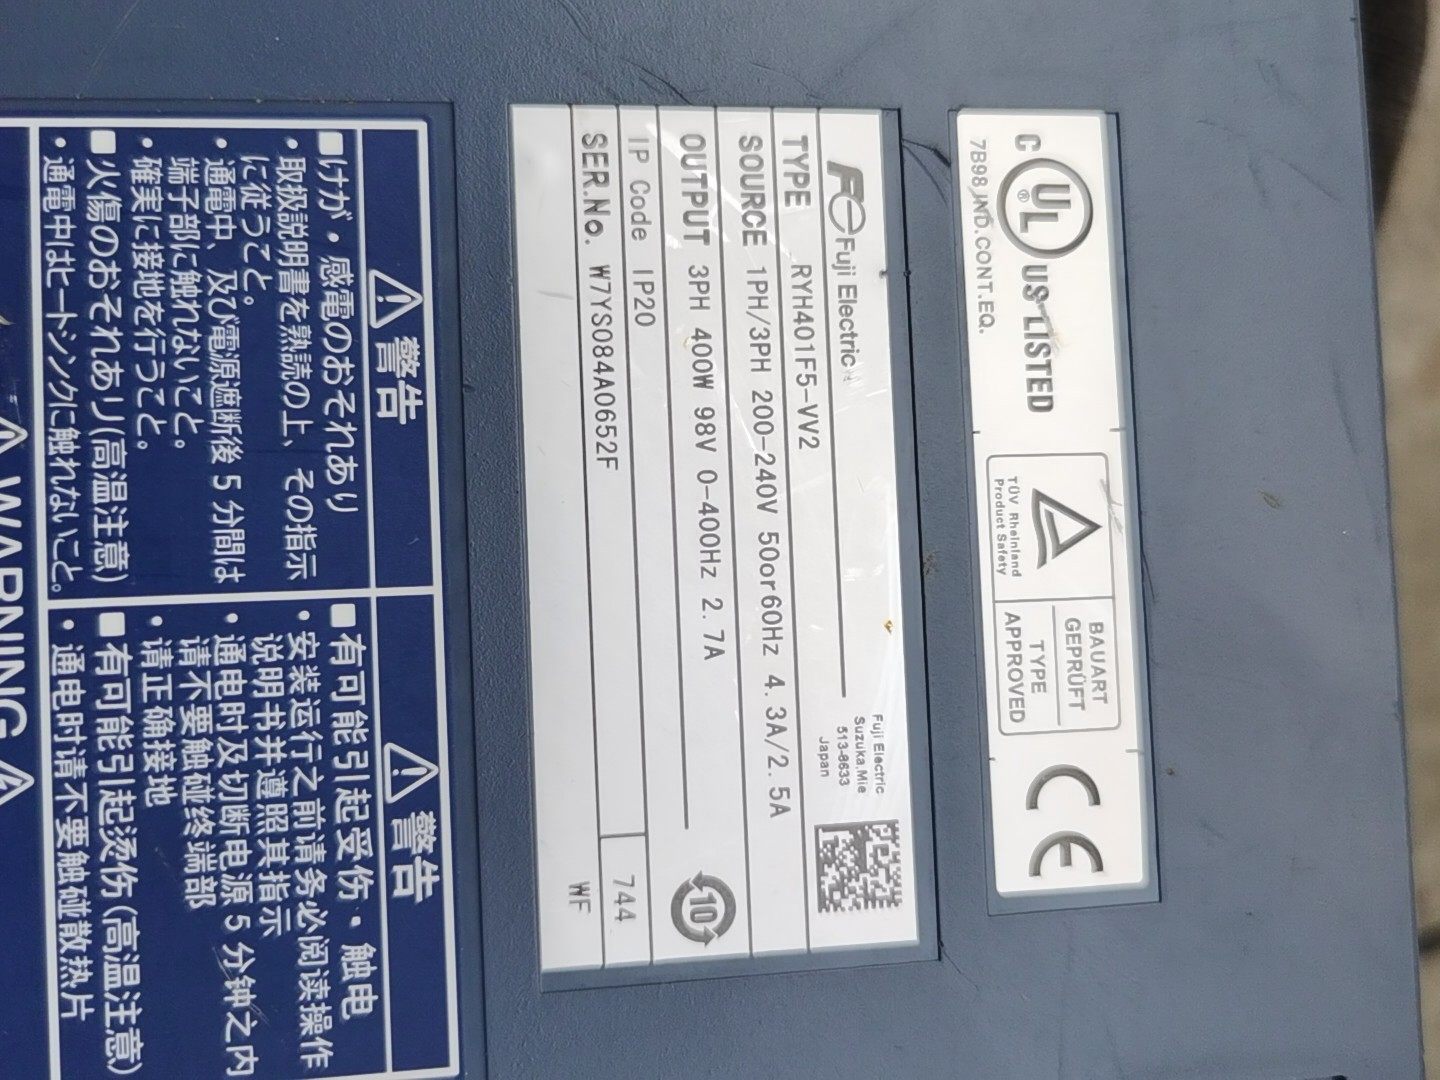 C UL US LISTED
®
7B98 IND.CONT.EQ.
TÜV Rheinland
Product Safety
BAUART
GEPRÜFT
TYPE
APPROVED
CE
Fe Fuji Electric
Fuji Electric
Suzuka,Mie
513-8633
Japan
TYPE RYH401F5-VV2
SOURCE 1PH/3PH 200-240V 50or60Hz 4.3A/2.5A
OUTPUT 3PH 400W 98V 0-400Hz 2.7A
10
IP Code IP20
744
SER.No. W7YS084A0652F
WF
警告
■けが・感電のおそれあり
・取扱説明書を熟読の上、その指示
に従うこと。
・通電中、及び電源遮断後 5 分間は
端子部に触れないこと。
・確実に接地を行うこと。
■火傷のおそれあり(高温注意)
・通電中はヒートシンクに触れないこと。
警告
■有可能引起受伤・触电
・安装运行之前请务必阅读操作
说明书并遵照其指示
・通电时及切断电源 5 分钟之内
请不要触碰终端部
・请正确接地
■有可能引起烫伤(高温注意)
・通电时请不要触碰散热片
WARNING